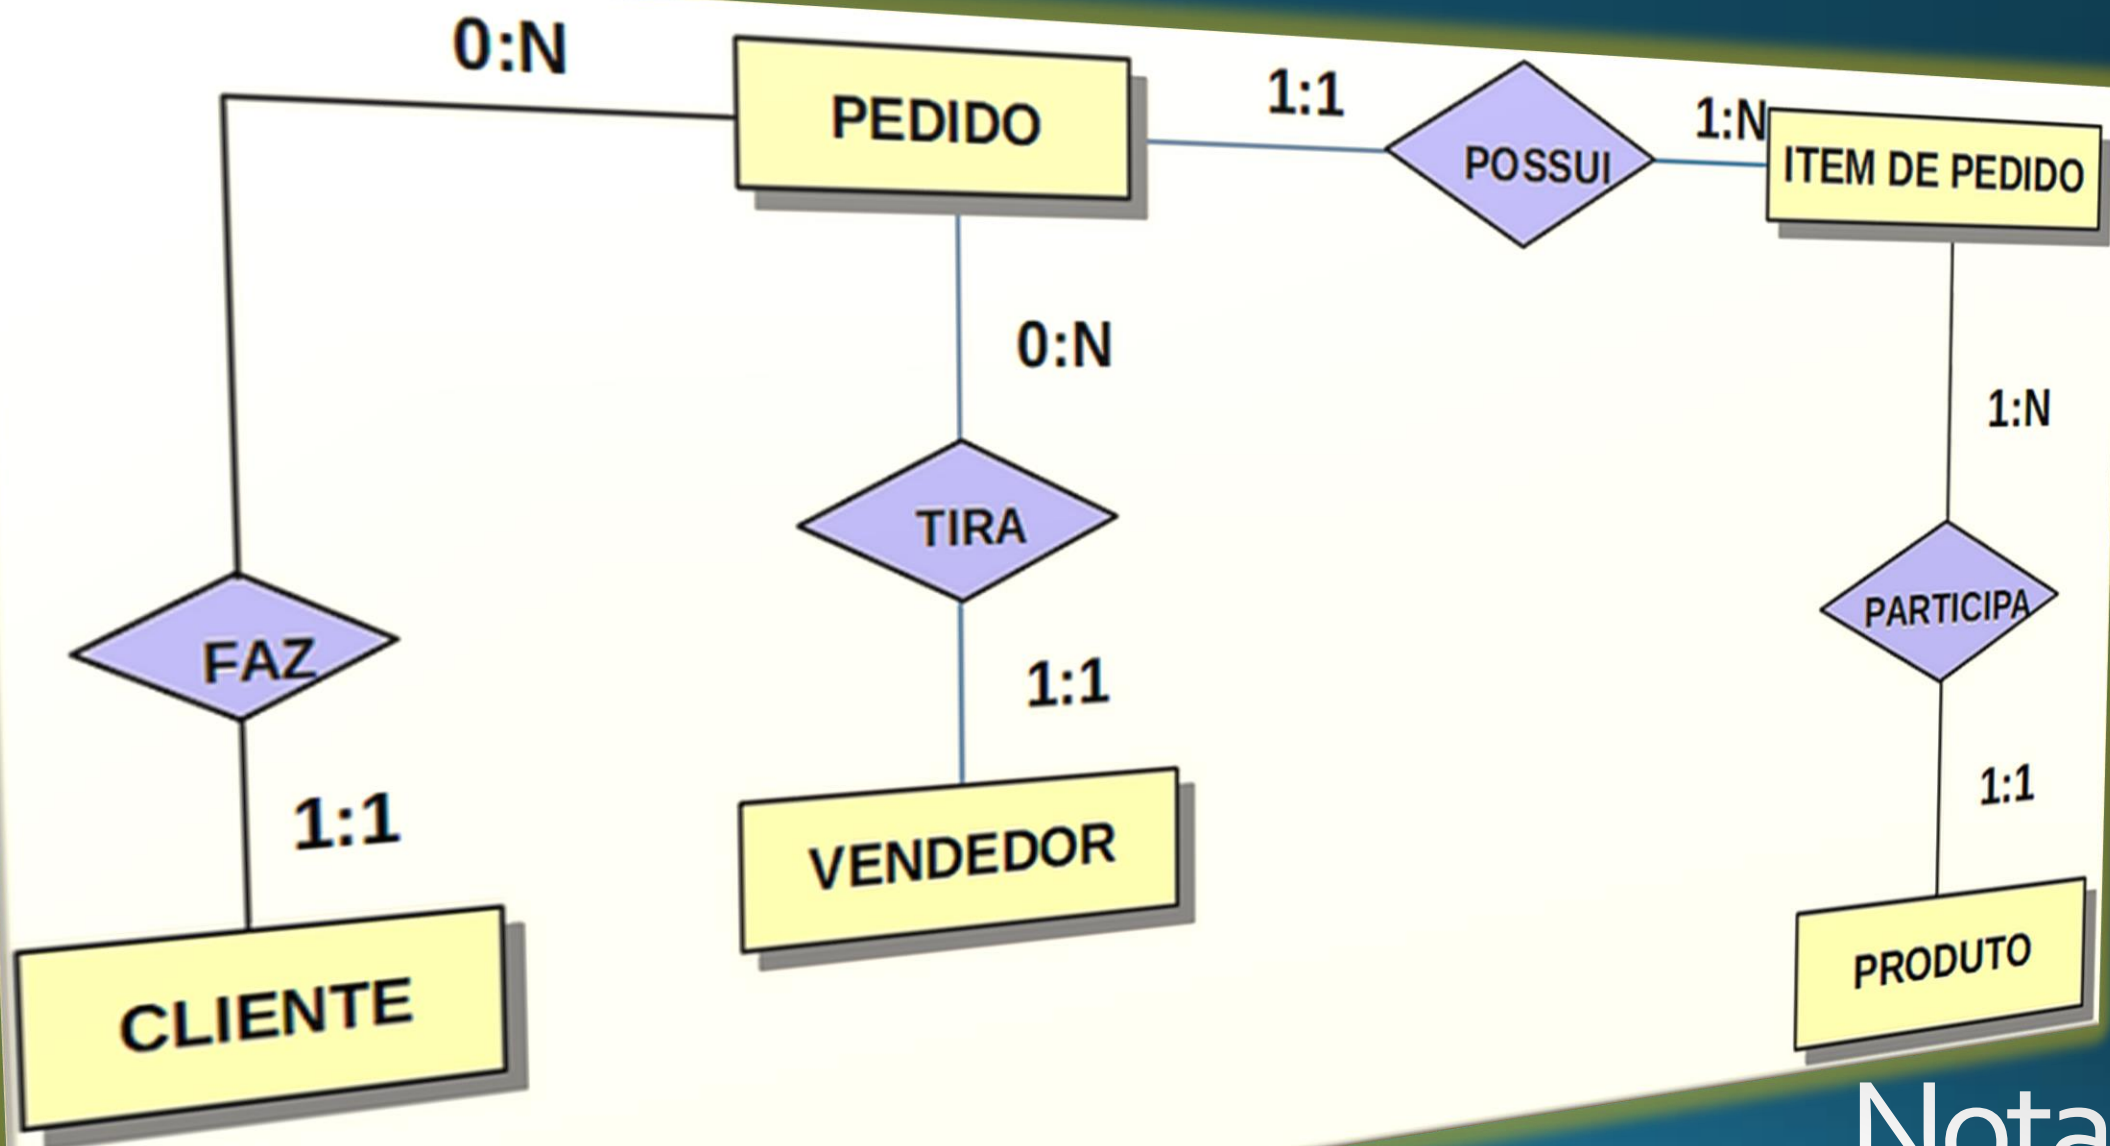 0:N
PEDIDO
1:1
POSSUI
1:N
ITEM DE PEDIDO
0:N
1:N
TIRA
PARTICIPA
FAZ
1:1
1:1
1:1
VENDEDOR
PRODUTO
CLIENTE